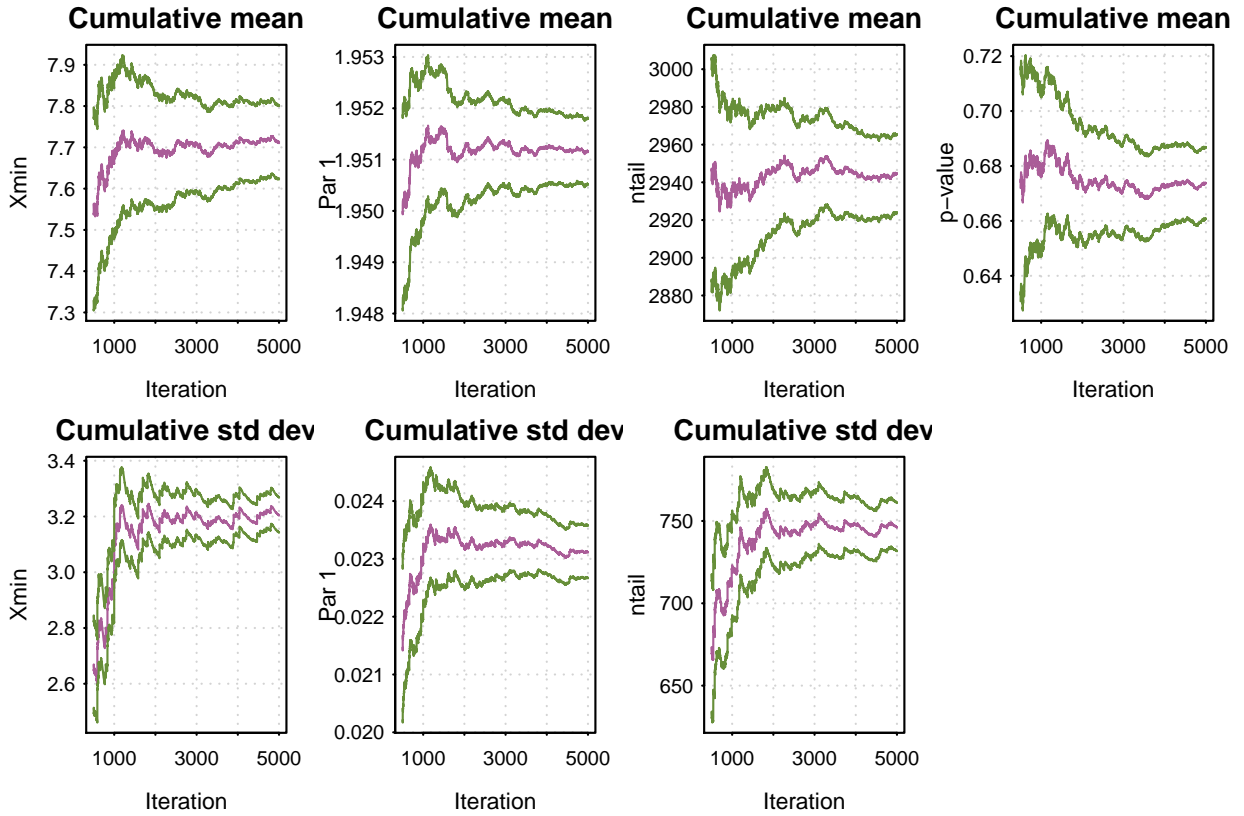 Cumulative mean
Xmin
7.9
7.8
7.7
7.6
7.5
7.4
7.3
1000 3000 5000
Iteration
Cumulative mean
Par 1
1.953
1.952
1.951
1.950
1.949
1.948
1000 3000 5000
Iteration
Cumulative mean
ntail
3000
2980
2960
2940
2920
2900
2880
1000 3000 5000
Iteration
Cumulative mean
p−value
0.72
0.70
0.68
0.66
0.64
1000 3000 5000
Iteration
Cumulative std dev
Xmin
3.4
3.2
3.0
2.8
2.6
1000 3000 5000
Iteration
Cumulative std dev
Par 1
0.024
0.023
0.022
0.021
0.020
1000 3000 5000
Iteration
Cumulative std dev
ntail
750
700
650
1000 3000 5000
Iteration